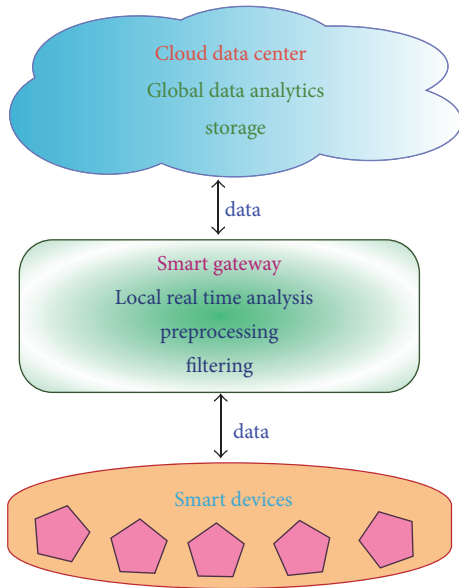 Cloud data center
Global data analytics
storage
data
Smart gateway
Local real time analysis
preprocessing
filtering
data
Smart devices